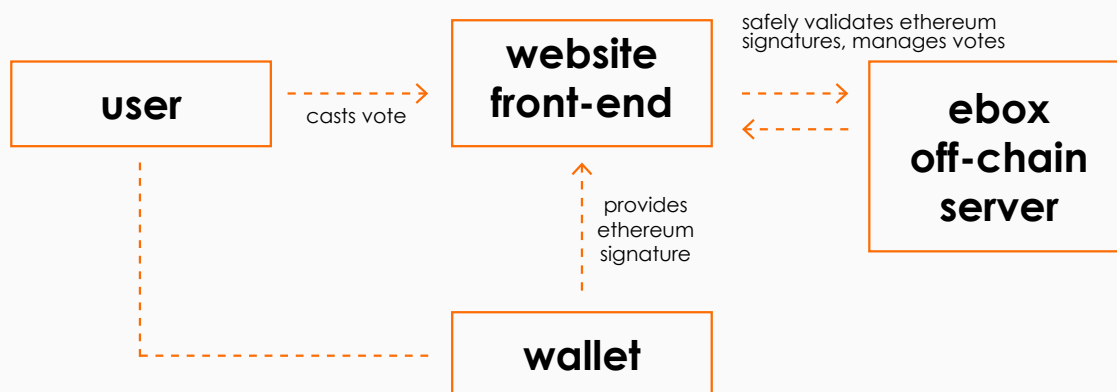 user
casts vote
website
front-end
safely validates ethereum
signatures, manages votes
ebox
off-chain
server
provides
ethereum
signature
wallet